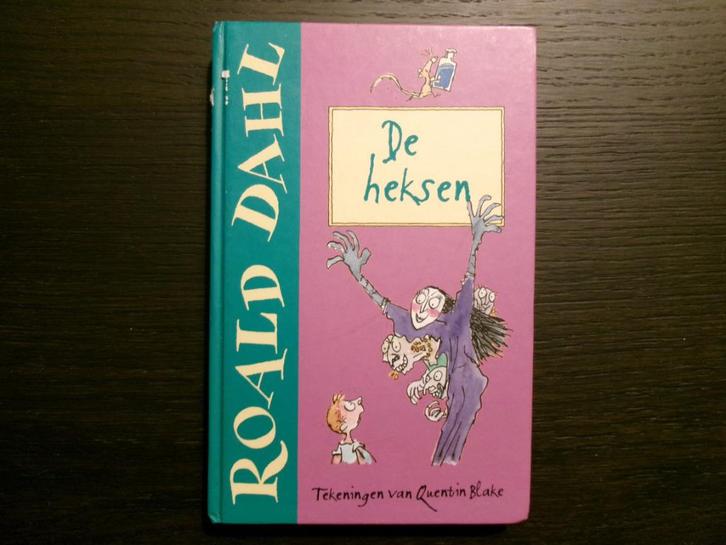 ROALD DAHL
De
heksen
Tekeningen van Quentin Blake